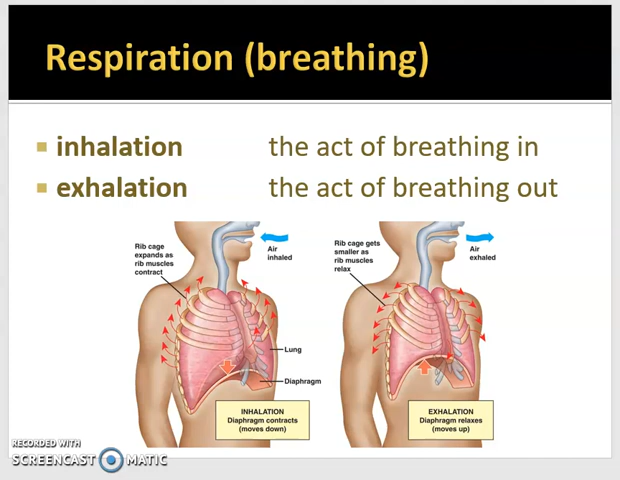 Respiration (breathing)
inhalation the act of breathing in
exhalation the act of breathing out
Rib cage
expands as
rib muscles
contract
Air
inhaled
Lung
Diaphragm
INHALATION
Diaphragm contracts
(moves down)
Rib cage gets
smaller as
rib muscles
relax
Air
exhaled
EXHALATION
Diaphragm relaxes
(moves up)
RECORDED WITH
SCREENCAST MATIC